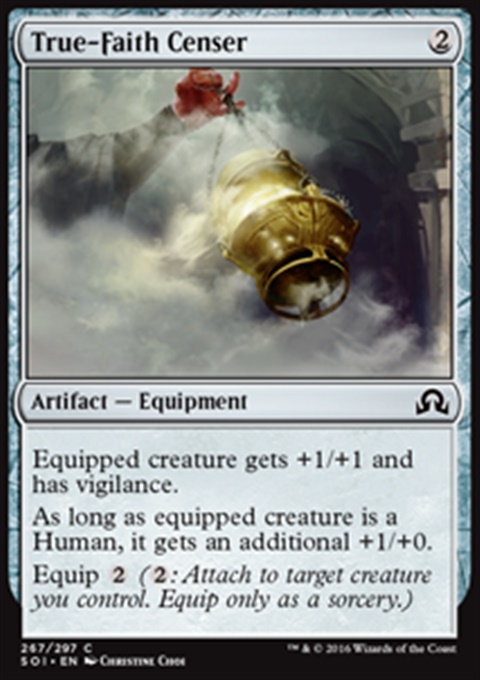 True-Faith Censer 2
Artifact — Equipment
Equipped creature gets +1/+1 and
has vigilance.
As long as equipped creature is a
Human, it gets an additional +1/+0.
Equip 2 (2: Attach to target creature
you control. Equip only as a sorcery.)
267/297 C
SOI • EN Christine Choi
™ & © 2016 Wizards of the Coast